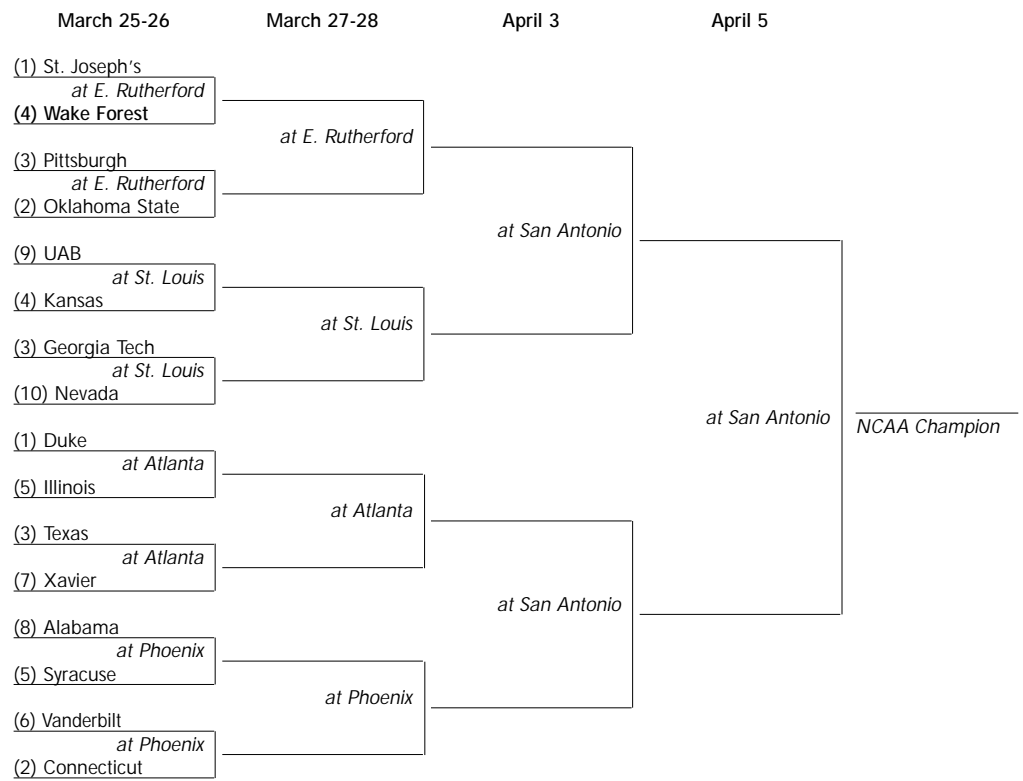 March 25-26 March 27-28 April 3 April 5
(1) St. Joseph's
at E. Rutherford
(4) Wake Forest
at E. Rutherford
(3) Pittsburgh
at E. Rutherford
(2) Oklahoma State
at San Antonio
(9) UAB
at St. Louis
(4) Kansas
at St. Louis
(3) Georgia Tech
at St. Louis
(10) Nevada
at San Antonio
NCAA Champion
(1) Duke
at Atlanta
(5) Illinois
at Atlanta
(3) Texas
at Atlanta
(7) Xavier
at San Antonio
(8) Alabama
at Phoenix
(5) Syracuse
at Phoenix
(6) Vanderbilt
at Phoenix
(2) Connecticut